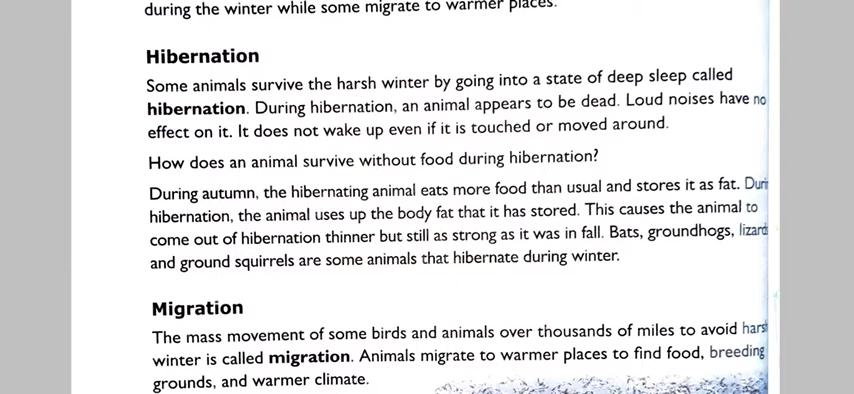 during the winter while some migrate to warmer places.
Hibernation
Some animals survive the harsh winter by going into a state of deep sleep called
hibernation. During hibernation, an animal appears to be dead. Loud noises have no
effect on it. It does not wake up even if it is touched or moved around.
How does an animal survive without food during hibernation?
During autumn, the hibernating animal eats more food than usual and stores it as fat. Duri
hibernation, the animal uses up the body fat that it has stored. This causes the animal to
come out of hibernation thinner but still as strong as it was in fall. Bats, groundhogs, lizards
and ground squirrels are some animals that hibernate during winter.
Migration
The mass movement of some birds and animals over thousands of miles to avoid harsh
winter is called migration. Animals migrate to warmer places to find food, breeding
grounds, and warmer climate.